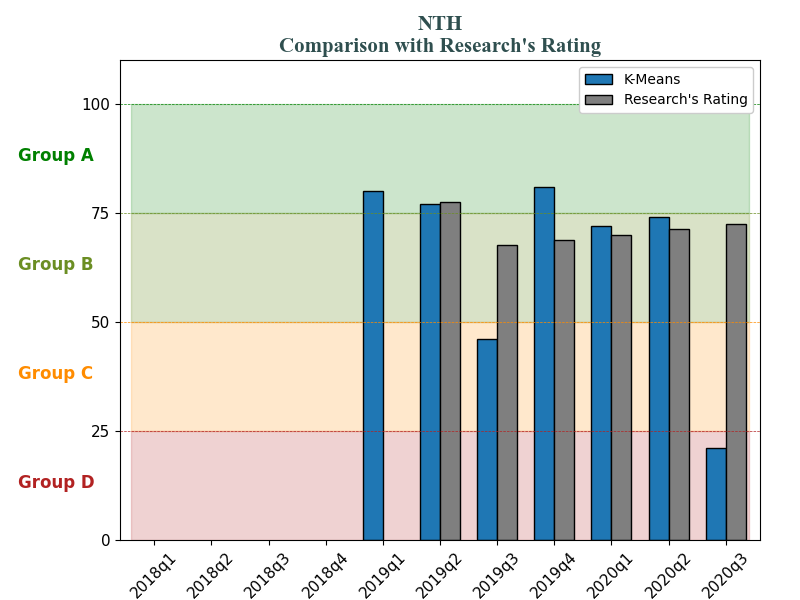 NTH
Comparison with Research's Rating
K-Means
Research's Rating
100
Group A
75
Group B
50
Group C
25
Group D
0
2018q1
2018q2
2018q3
2018q4
2019q1
2019q2
2019q3
2019q4
2020q1
2020q2
2020q3